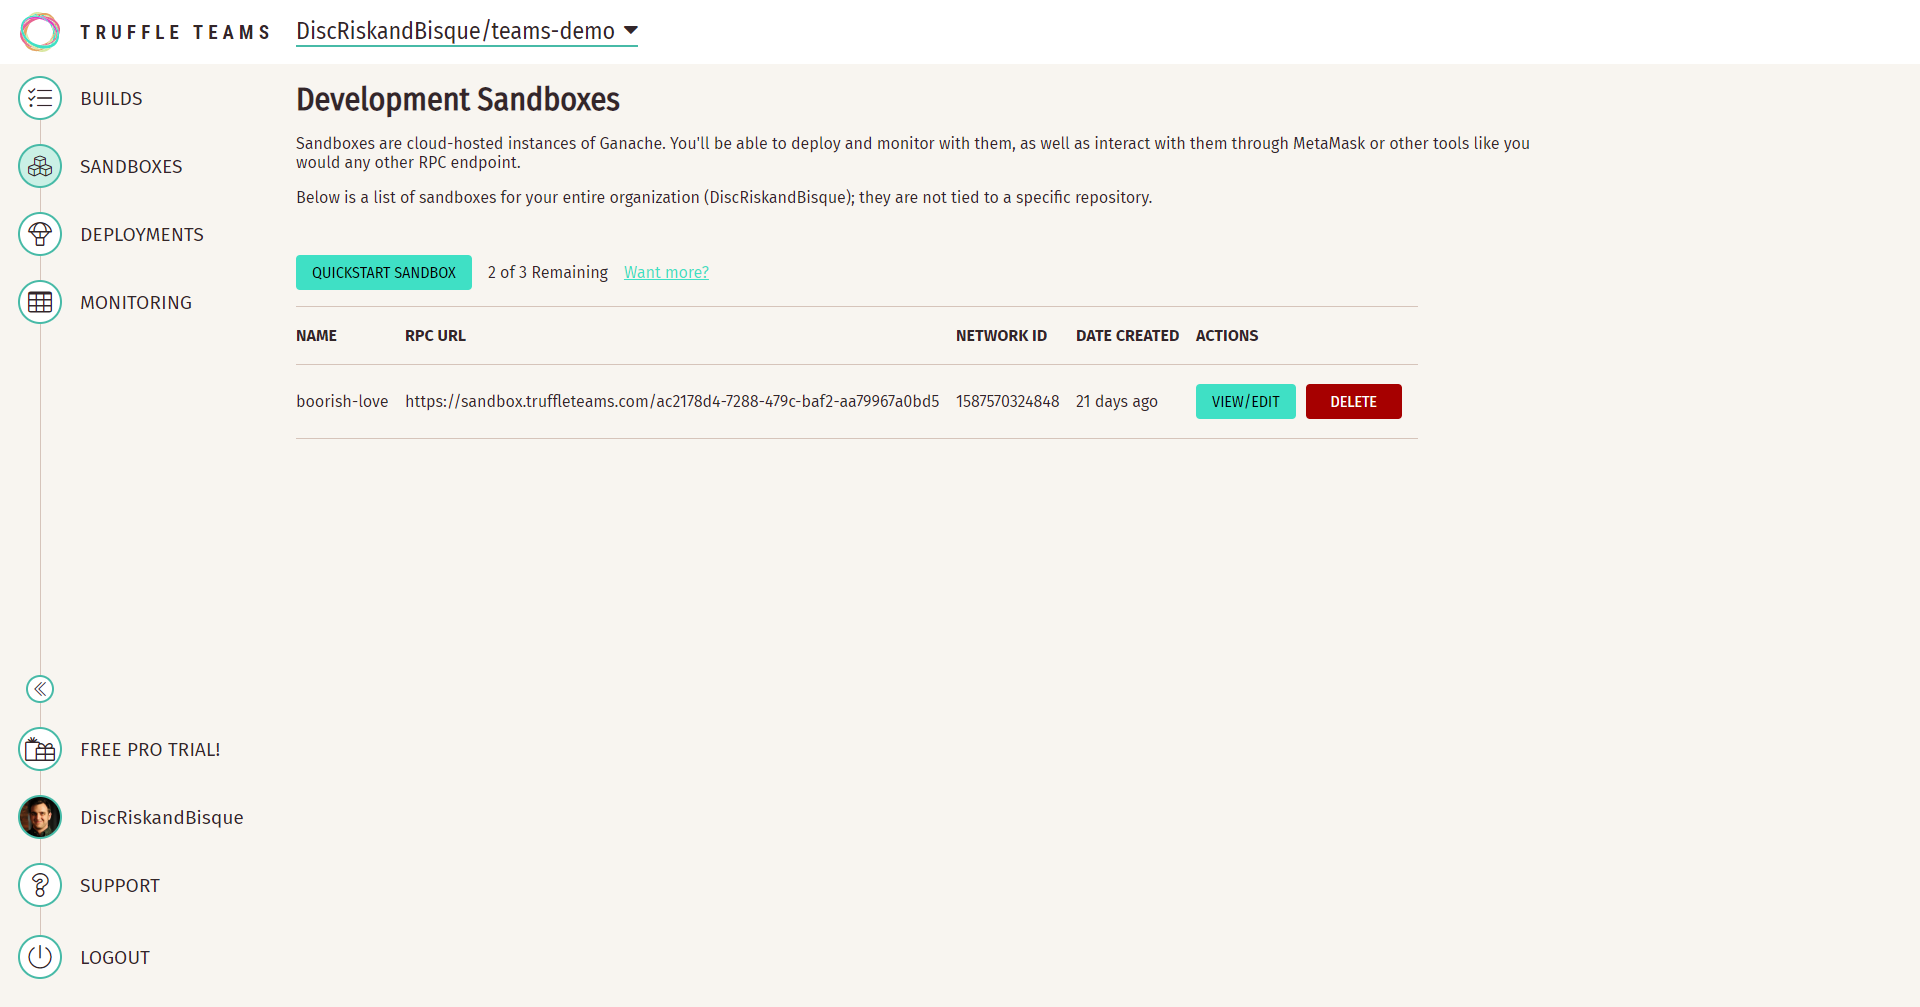 TRUFFLE TEAMS
DiscRiskandBisque/teams-demo
BUILDS
SANDBOXES
DEPLOYMENTS
MONITORING
FREE PRO TRIAL!
DiscRiskandBisque
SUPPORT
LOGOUT
Development Sandboxes
Sandboxes are cloud-hosted instances of Ganache. You'll be able to deploy and monitor with them, as well as interact with them through MetaMask or other tools like you
would any other RPC endpoint.
Below is a list of sandboxes for your entire organization (DiscRiskandBisque); they are not tied to a specific repository.
QUICKSTART SANDBOX 2 of 3 Remaining Want more?
NAME RPC URL NETWORK ID DATE CREATED ACTIONS
boorish-love https://sandbox.truffleteams.com/ac2178d4-7288-479c-baf2-aa79967a0bd5 1587570324848 21 days ago VIEW/EDIT DELETE